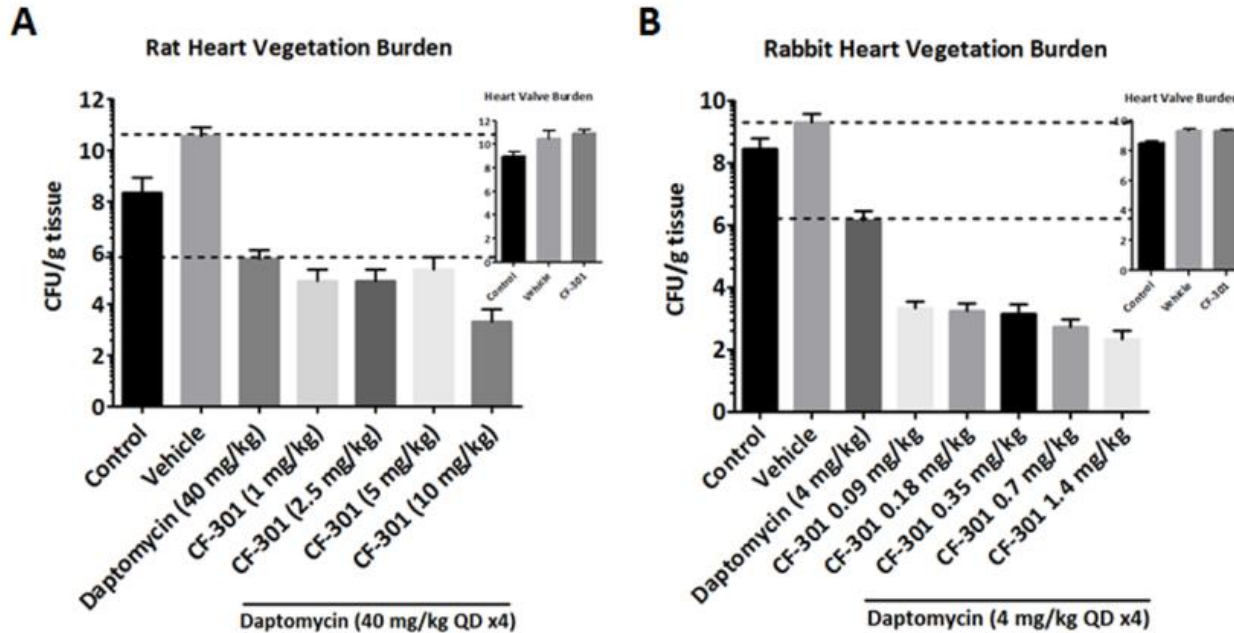 A
Rat Heart Vegetation Burden
CFU/g tissue
12
10
8
6
4
2
0
Control
Vehicle
Daptomycin (40 mg/kg)
CF-301 (1 mg/kg)
CF-301 (2.5 mg/kg)
CF-301 (5 mg/kg)
CF-301 (10 mg/kg)
Daptomycin (40 mg/kg QD x4)
Heart Valve Burden
12
10
8
6
4
2
0
Control
Vehicle
CF-301
B
Rabbit Heart Vegetation Burden
CFU/g tissue
10
8
6
4
2
0
Control
Vehicle
Daptomycin (4 mg/kg)
CF-301 0.09 mg/kg
CF-301 0.18 mg/kg
CF-301 0.35 mg/kg
CF-301 0.7 mg/kg
CF-301 1.4 mg/kg
Daptomycin (4 mg/kg QD x4)
Heart Valve Burden
10
8
6
4
2
0
Control
Vehicle
CF-301